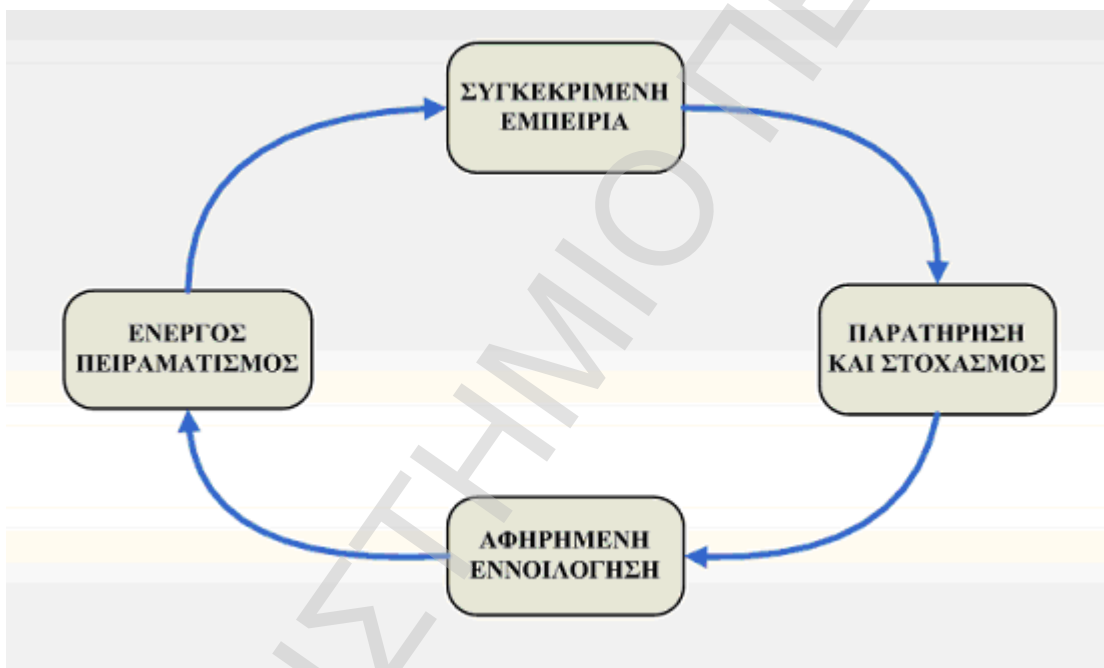 ΣΥΓΚΕΚΡΙΜΕΝΗ
ΕΜΠΕΙΡΙΑ
ΕΝΕΡΓΟΣ
ΠΕΙΡΑΜΑΤΙΣΜΟΣ
ΠΑΡΑΤΗΡΗΣΗ
ΚΑΙ ΣΤΟΧΑΣΜΟΣ
ΑΦΗΡΗΜΕΝΗ
ΕΝΝΟΙΛΟΓΗΣΗ